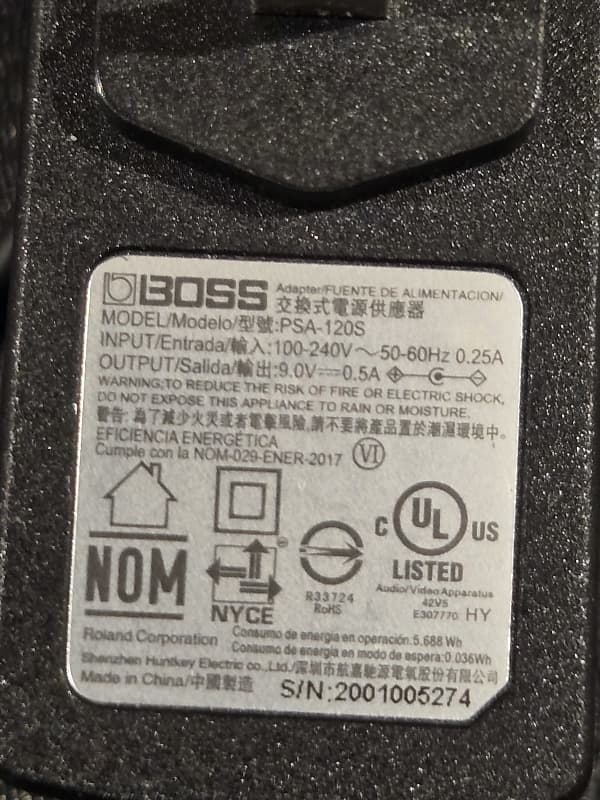 BOSS Adapter/FUENTE DE ALIMENTACION/
交換式電源供應器
MODEL/Modelo/型號:PSA-120S
INPUT/Entrada/輸入:100-240V～50-60Hz 0.25A
OUTPUT/Salida/輸出:9.0V⎓0.5A
WARNING:TO REDUCE THE RISK OF FIRE OR ELECTRIC SHOCK,
DO NOT EXPOSE THIS APPLIANCE TO RAIN OR MOISTURE.
警告:為了減少火災或者電擊風險,請不要將產品置於潮濕環境中。
EFICIENCIA ENERGÉTICA
Cumple con la NOM-029-ENER-2017 VI
NOM
NYCE
R33724
RoHS
C UL US
LISTED
Audio/Video Apparatus
42V5
E307770 HY
Roland Corporation
Consumo de energia en operación:5.688 Wh
Consumo de energia en modo de espera:0.036Wh
Shenzhen Huntkey Electric co.,Ltd./深圳市航嘉馳源電氣股份有限公司
Made in China/中國製造
S/N:2001005274